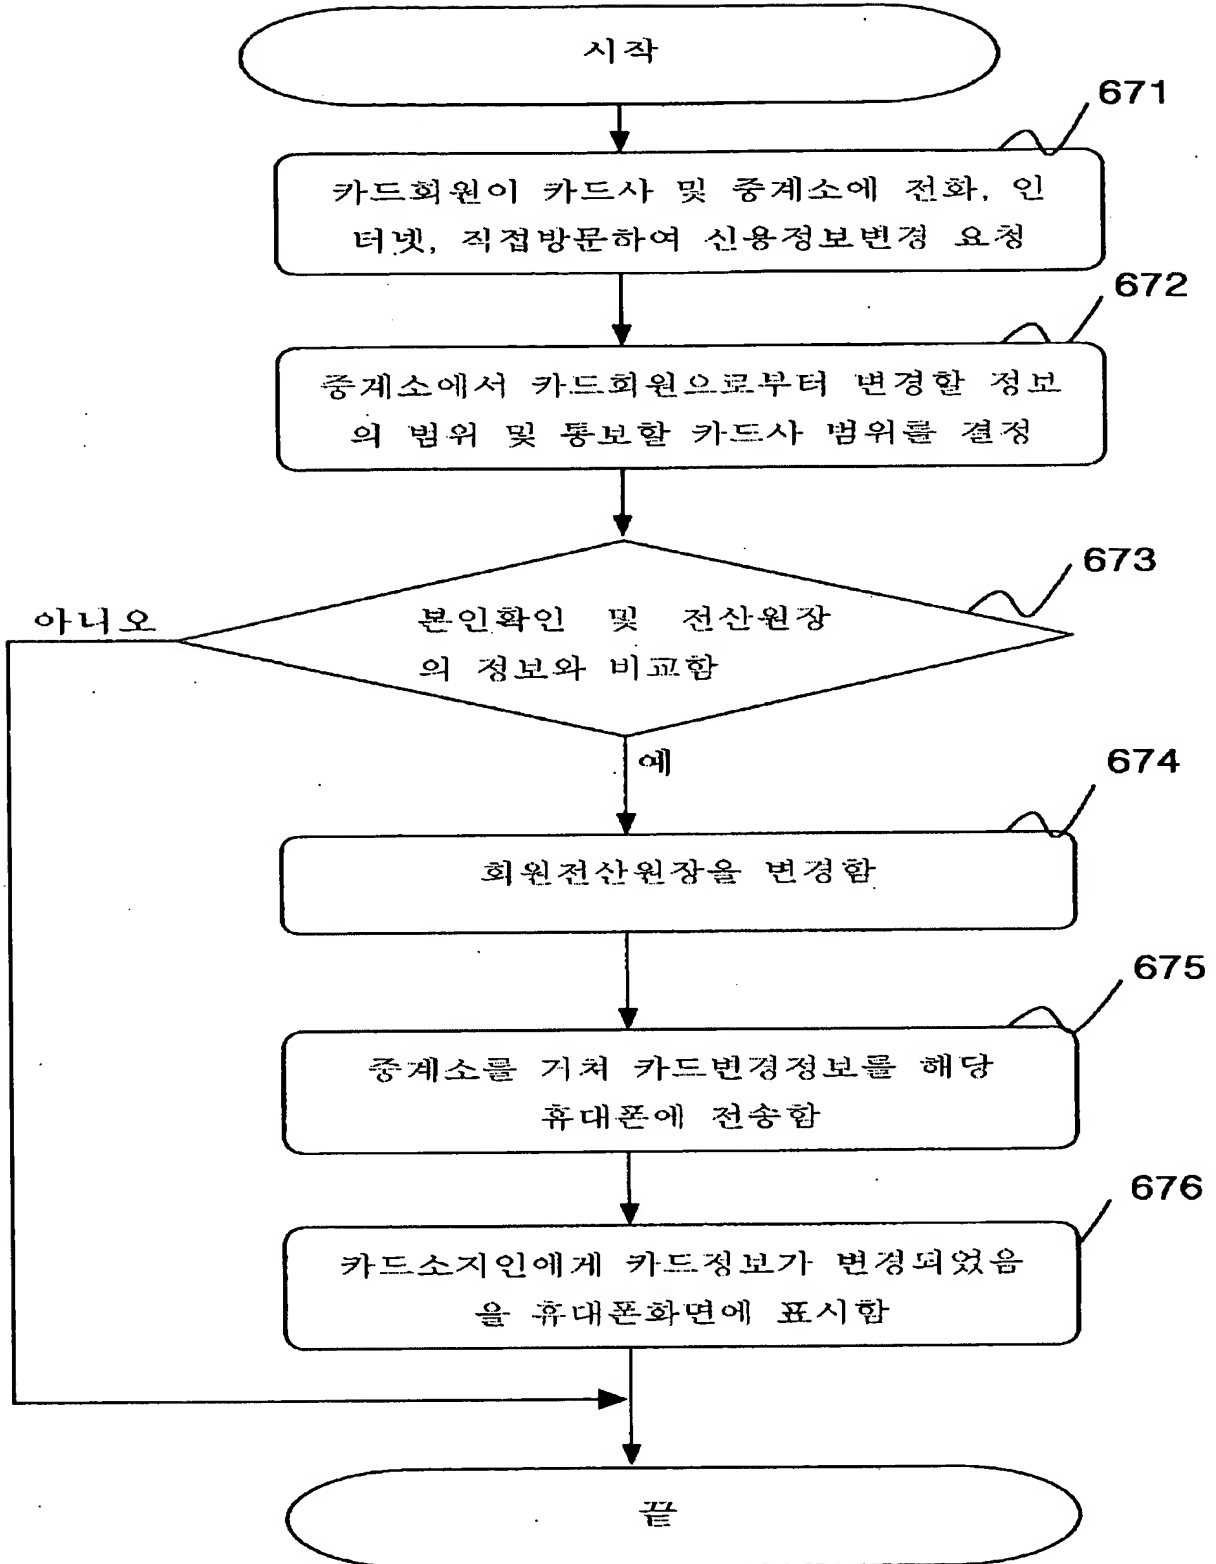 시작
671
카드회원이 카드사 및 중계소에 전화, 인
터넷, 직접방문하여 신용정보변경 요청
672
중계소에서 카드회원으로부터 변경할 정보
의 범위 및 통보할 카드사 범위를 결정
673
아니오
본인확인 및 전산원장
의 정보와 비교함
예
674
회원전산원장을 변경함
675
중계소를 거쳐 카드변경정보를 해당
휴대폰에 전송함
676
카드소지인에게 카드정보가 변경되었음
을 휴대폰화면에 표시함
끝